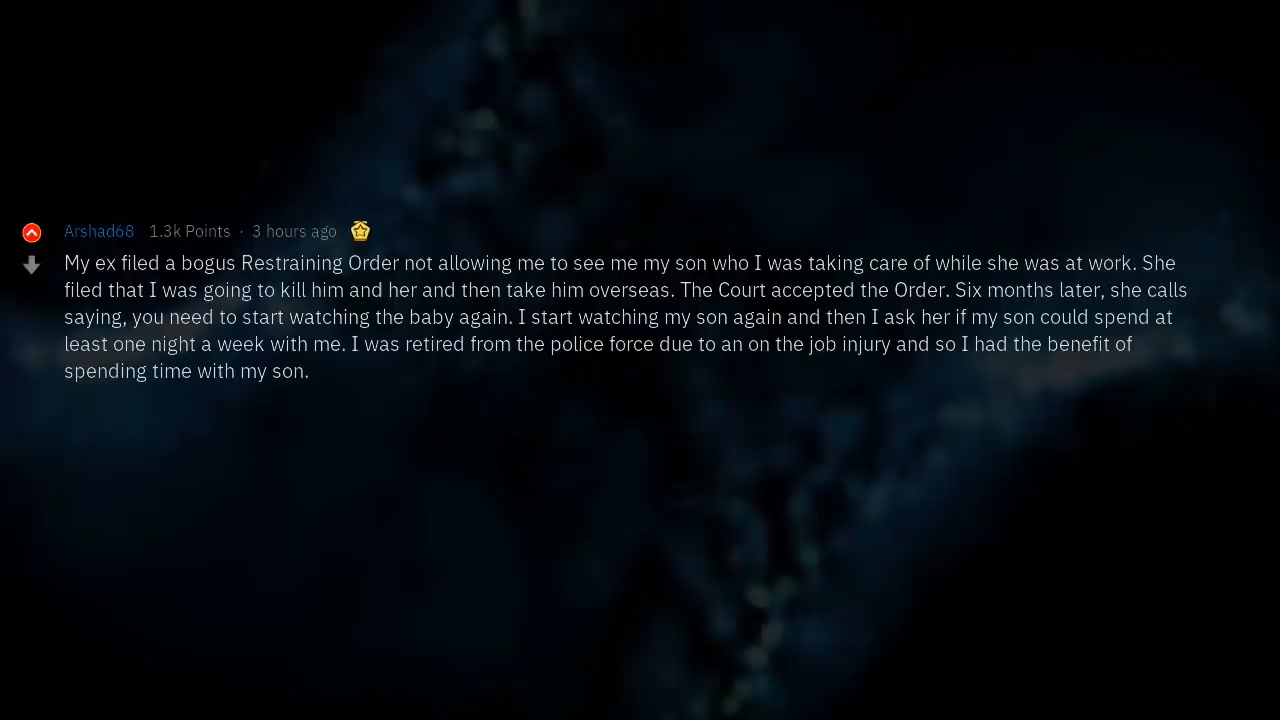 Arshad68 1.3k Points · 3 hours ago
My ex filed a bogus Restraining Order not allowing me to see me my son who I was taking care of while she was at work. She
filed that I was going to kill him and her and then take him overseas. The Court accepted the Order. Six months later, she calls
saying, you need to start watching the baby again. I start watching my son again and then I ask her if my son could spend at
least one night a week with me. I was retired from the police force due to an on the job injury and so I had the benefit of
spending time with my son.